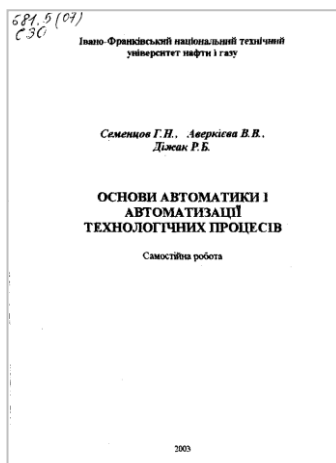 681.5(07)
С30
Івано-Франківський національний технічний
університет нафти і газу
Семенцов Г.Н., Аверкієва В.В.,
Діжак Р.Б.
ОСНОВИ АВТОМАТИКИ І
АВТОМАТИЗАЦІЇ
ТЕХНОЛОГІЧНИХ ПРОЦЕСІВ
Самостійна робота
2003